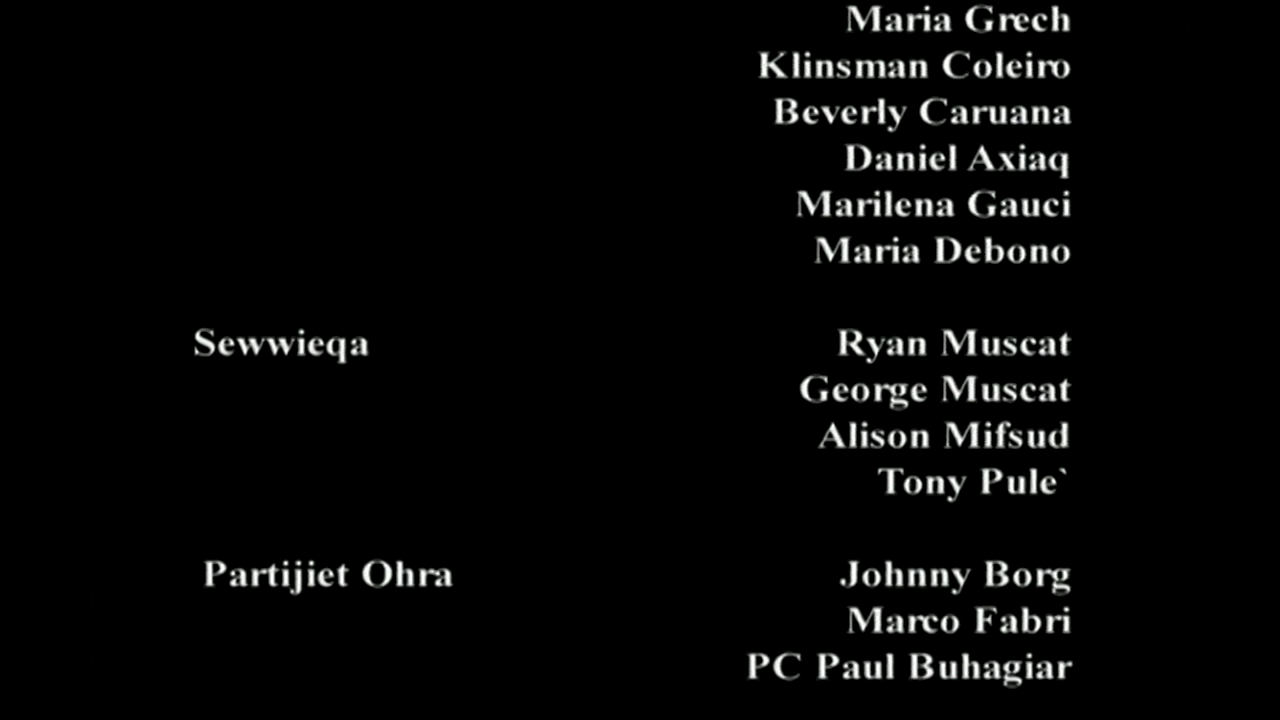 Maria Grech
Klinsman Coleiro
Beverly Caruana
Daniel Axiaq
Marilena Gauci
Maria Debono
Sewwieqa Ryan Muscat
George Muscat
Alison Mifsud
Tony Pule`
Partijiet Ohra Johnny Borg
Marco Fabri
PC Paul Buhagiar